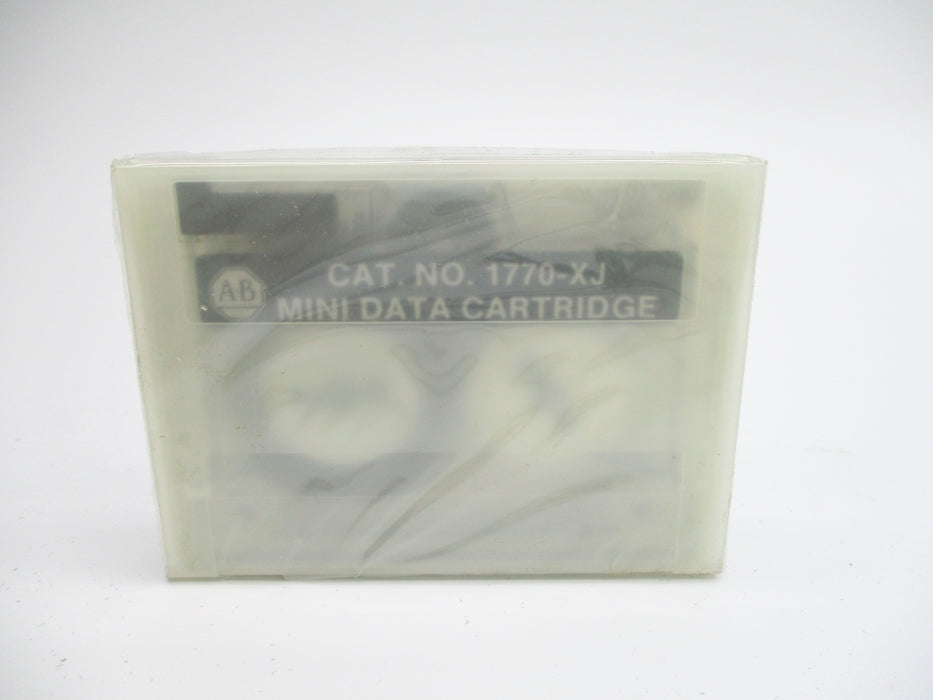 CAT. NO. 1770-XJ
AB
MINI DATA CARTRIDGE